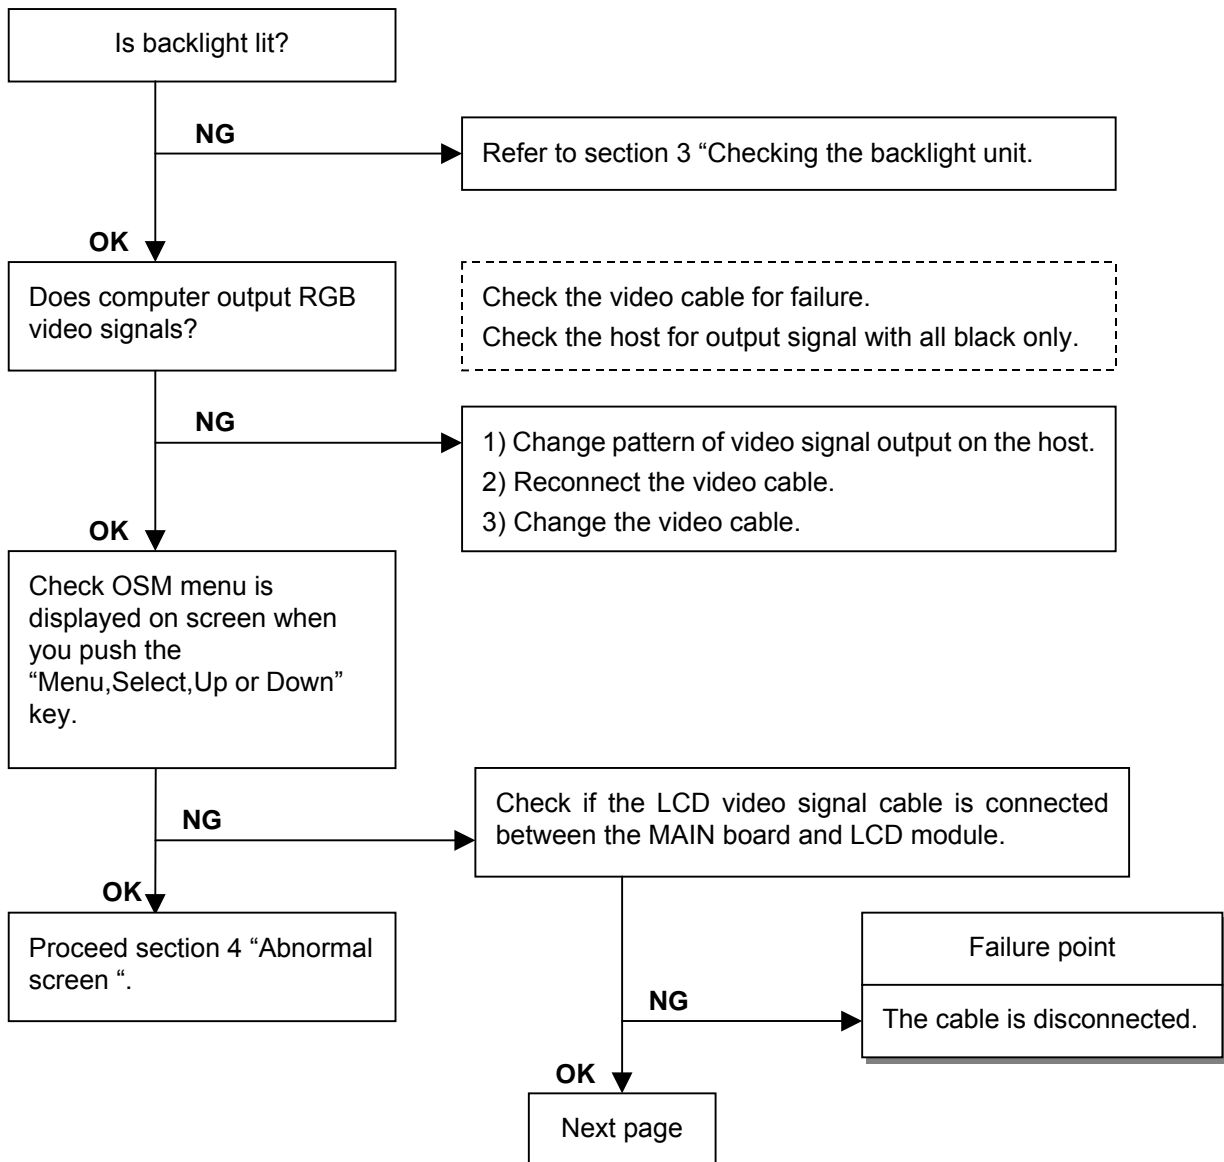 Is backlight lit?
NG
Refer to section 3 “Checking the backlight unit.
OK
Does computer output RGB
video signals?
Check the video cable for failure.
Check the host for output signal with all black only.
NG
1) Change pattern of video signal output on the host.
2) Reconnect the video cable.
3) Change the video cable.
OK
Check OSM menu is
displayed on screen when
you push the
“Menu,Select,Up or Down”
key.
NG
Check if the LCD video signal cable is connected
between the MAIN board and LCD module.
OK
Proceed section 4 “Abnormal
screen “.
Failure point
NG
The cable is disconnected.
OK
Next page